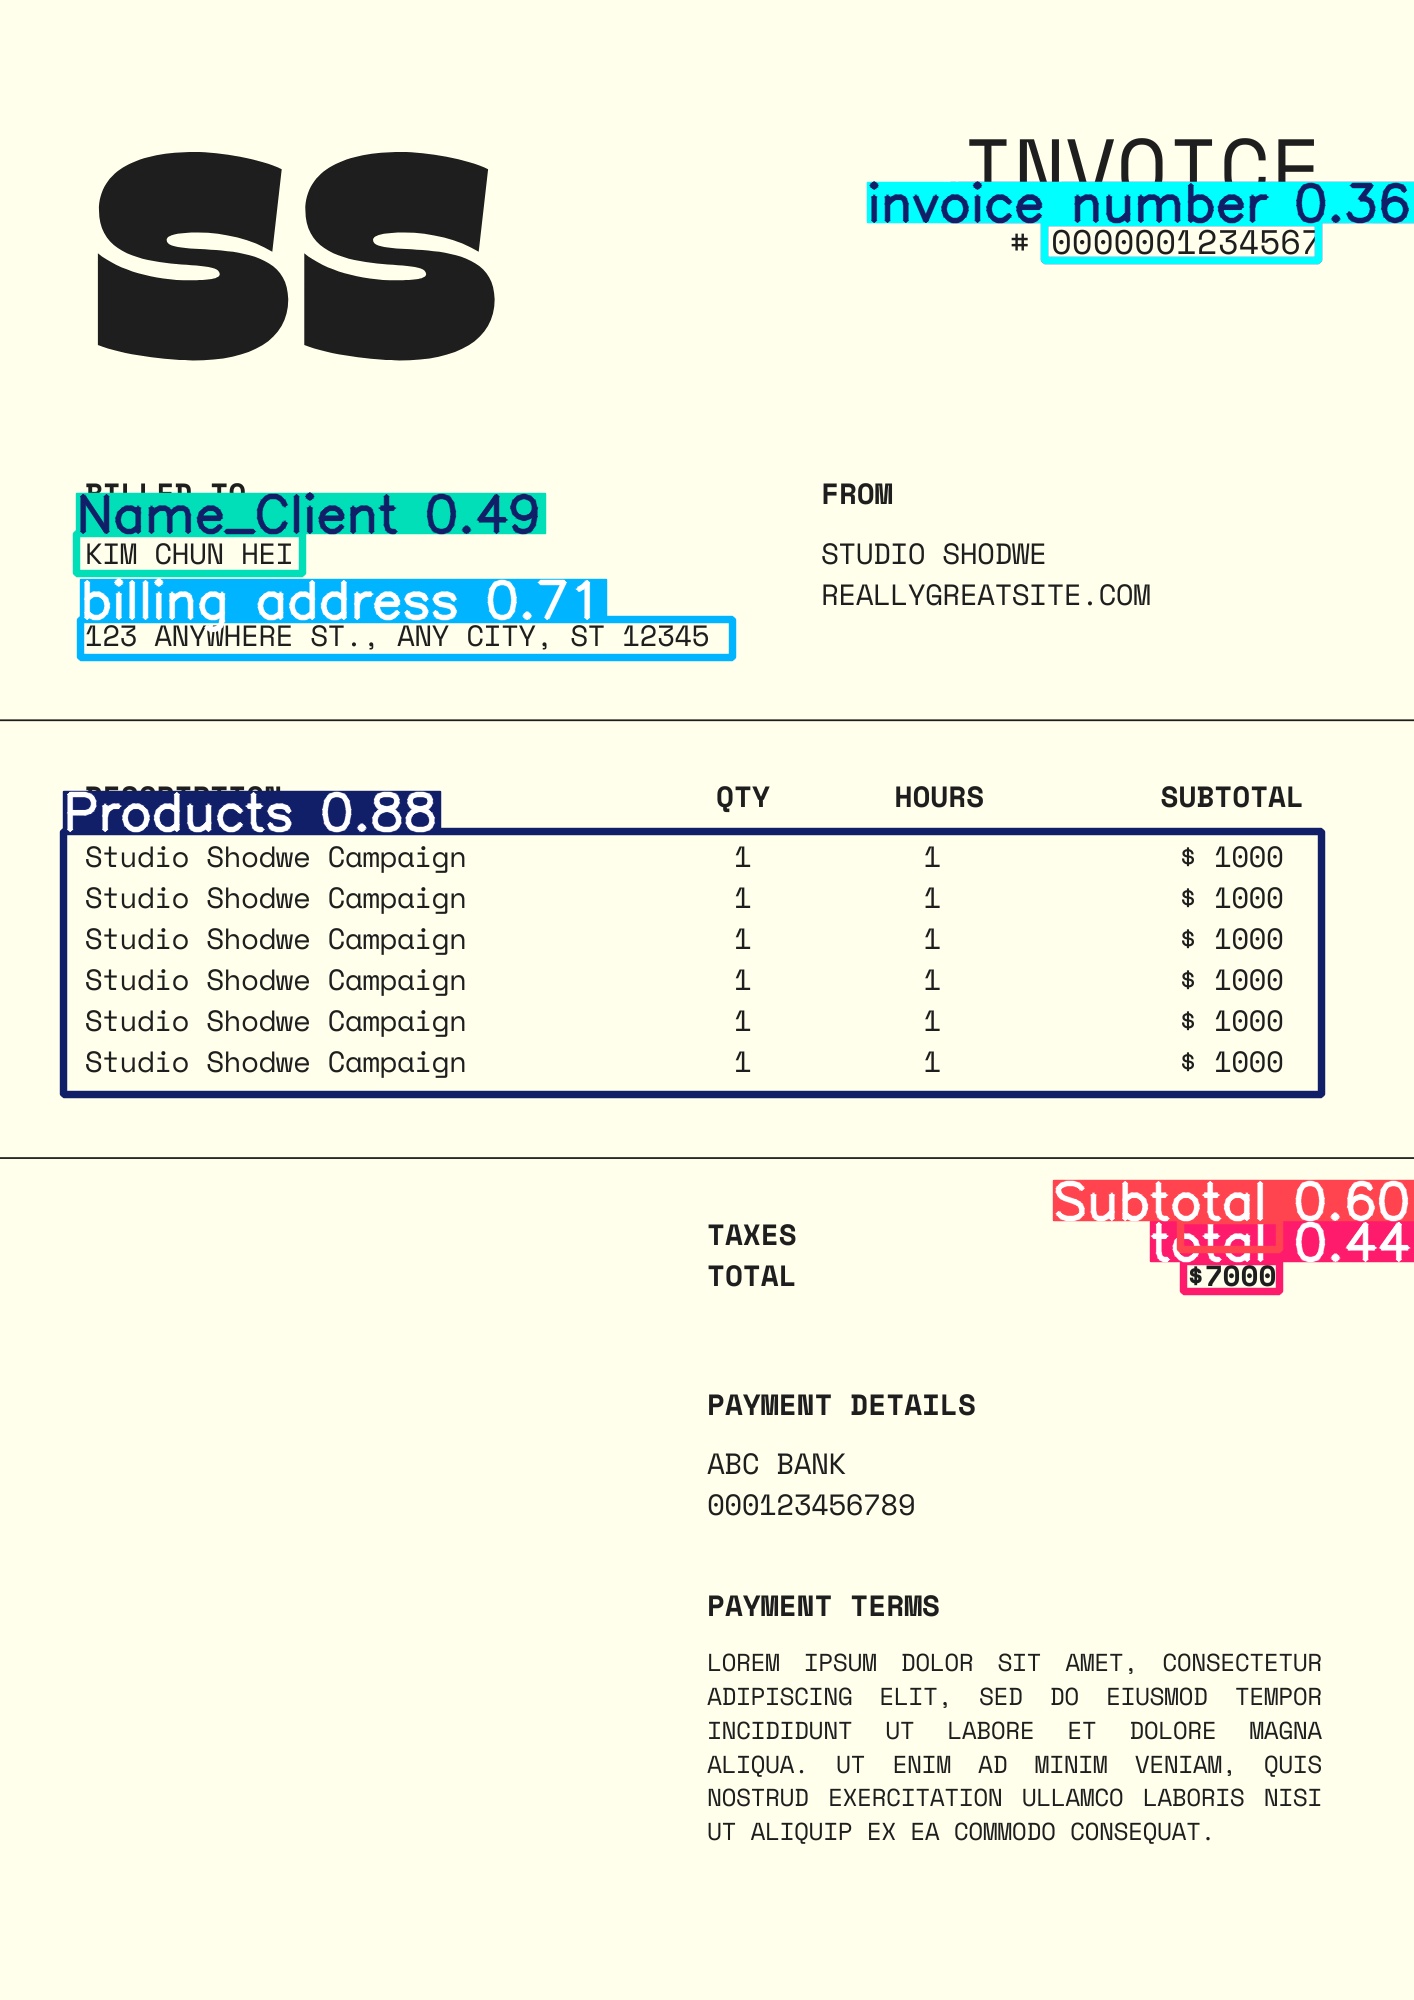 SS
INVOICE
invoice number 0.36
# 0000001234567
BILLED TO
FROM
Name_Client 0.49
KIM CHUN HEI
STUDIO SHODWE
billing address 0.71
REALLYGREATSITE.COM
123 ANYWHERE ST., ANY CITY, ST 12345
DESCRIPTION QTY HOURS SUBTOTAL
Products 0.88
Studio Shodwe Campaign 1 1 $ 1000
Studio Shodwe Campaign 1 1 $ 1000
Studio Shodwe Campaign 1 1 $ 1000
Studio Shodwe Campaign 1 1 $ 1000
Studio Shodwe Campaign 1 1 $ 1000
Studio Shodwe Campaign 1 1 $ 1000
Subtotal 0.60
TAXES
total 0.44
TOTAL $7000
PAYMENT DETAILS
ABC BANK
000123456789
PAYMENT TERMS
LOREM IPSUM DOLOR SIT AMET, CONSECTETUR
ADIPISCING ELIT, SED DO EIUSMOD TEMPOR
INCIDIDUNT UT LABORE ET DOLORE MAGNA
ALIQUA. UT ENIM AD MINIM VENIAM, QUIS
NOSTRUD EXERCITATION ULLAMCO LABORIS NISI
UT ALIQUIP EX EA COMMODO CONSEQUAT.